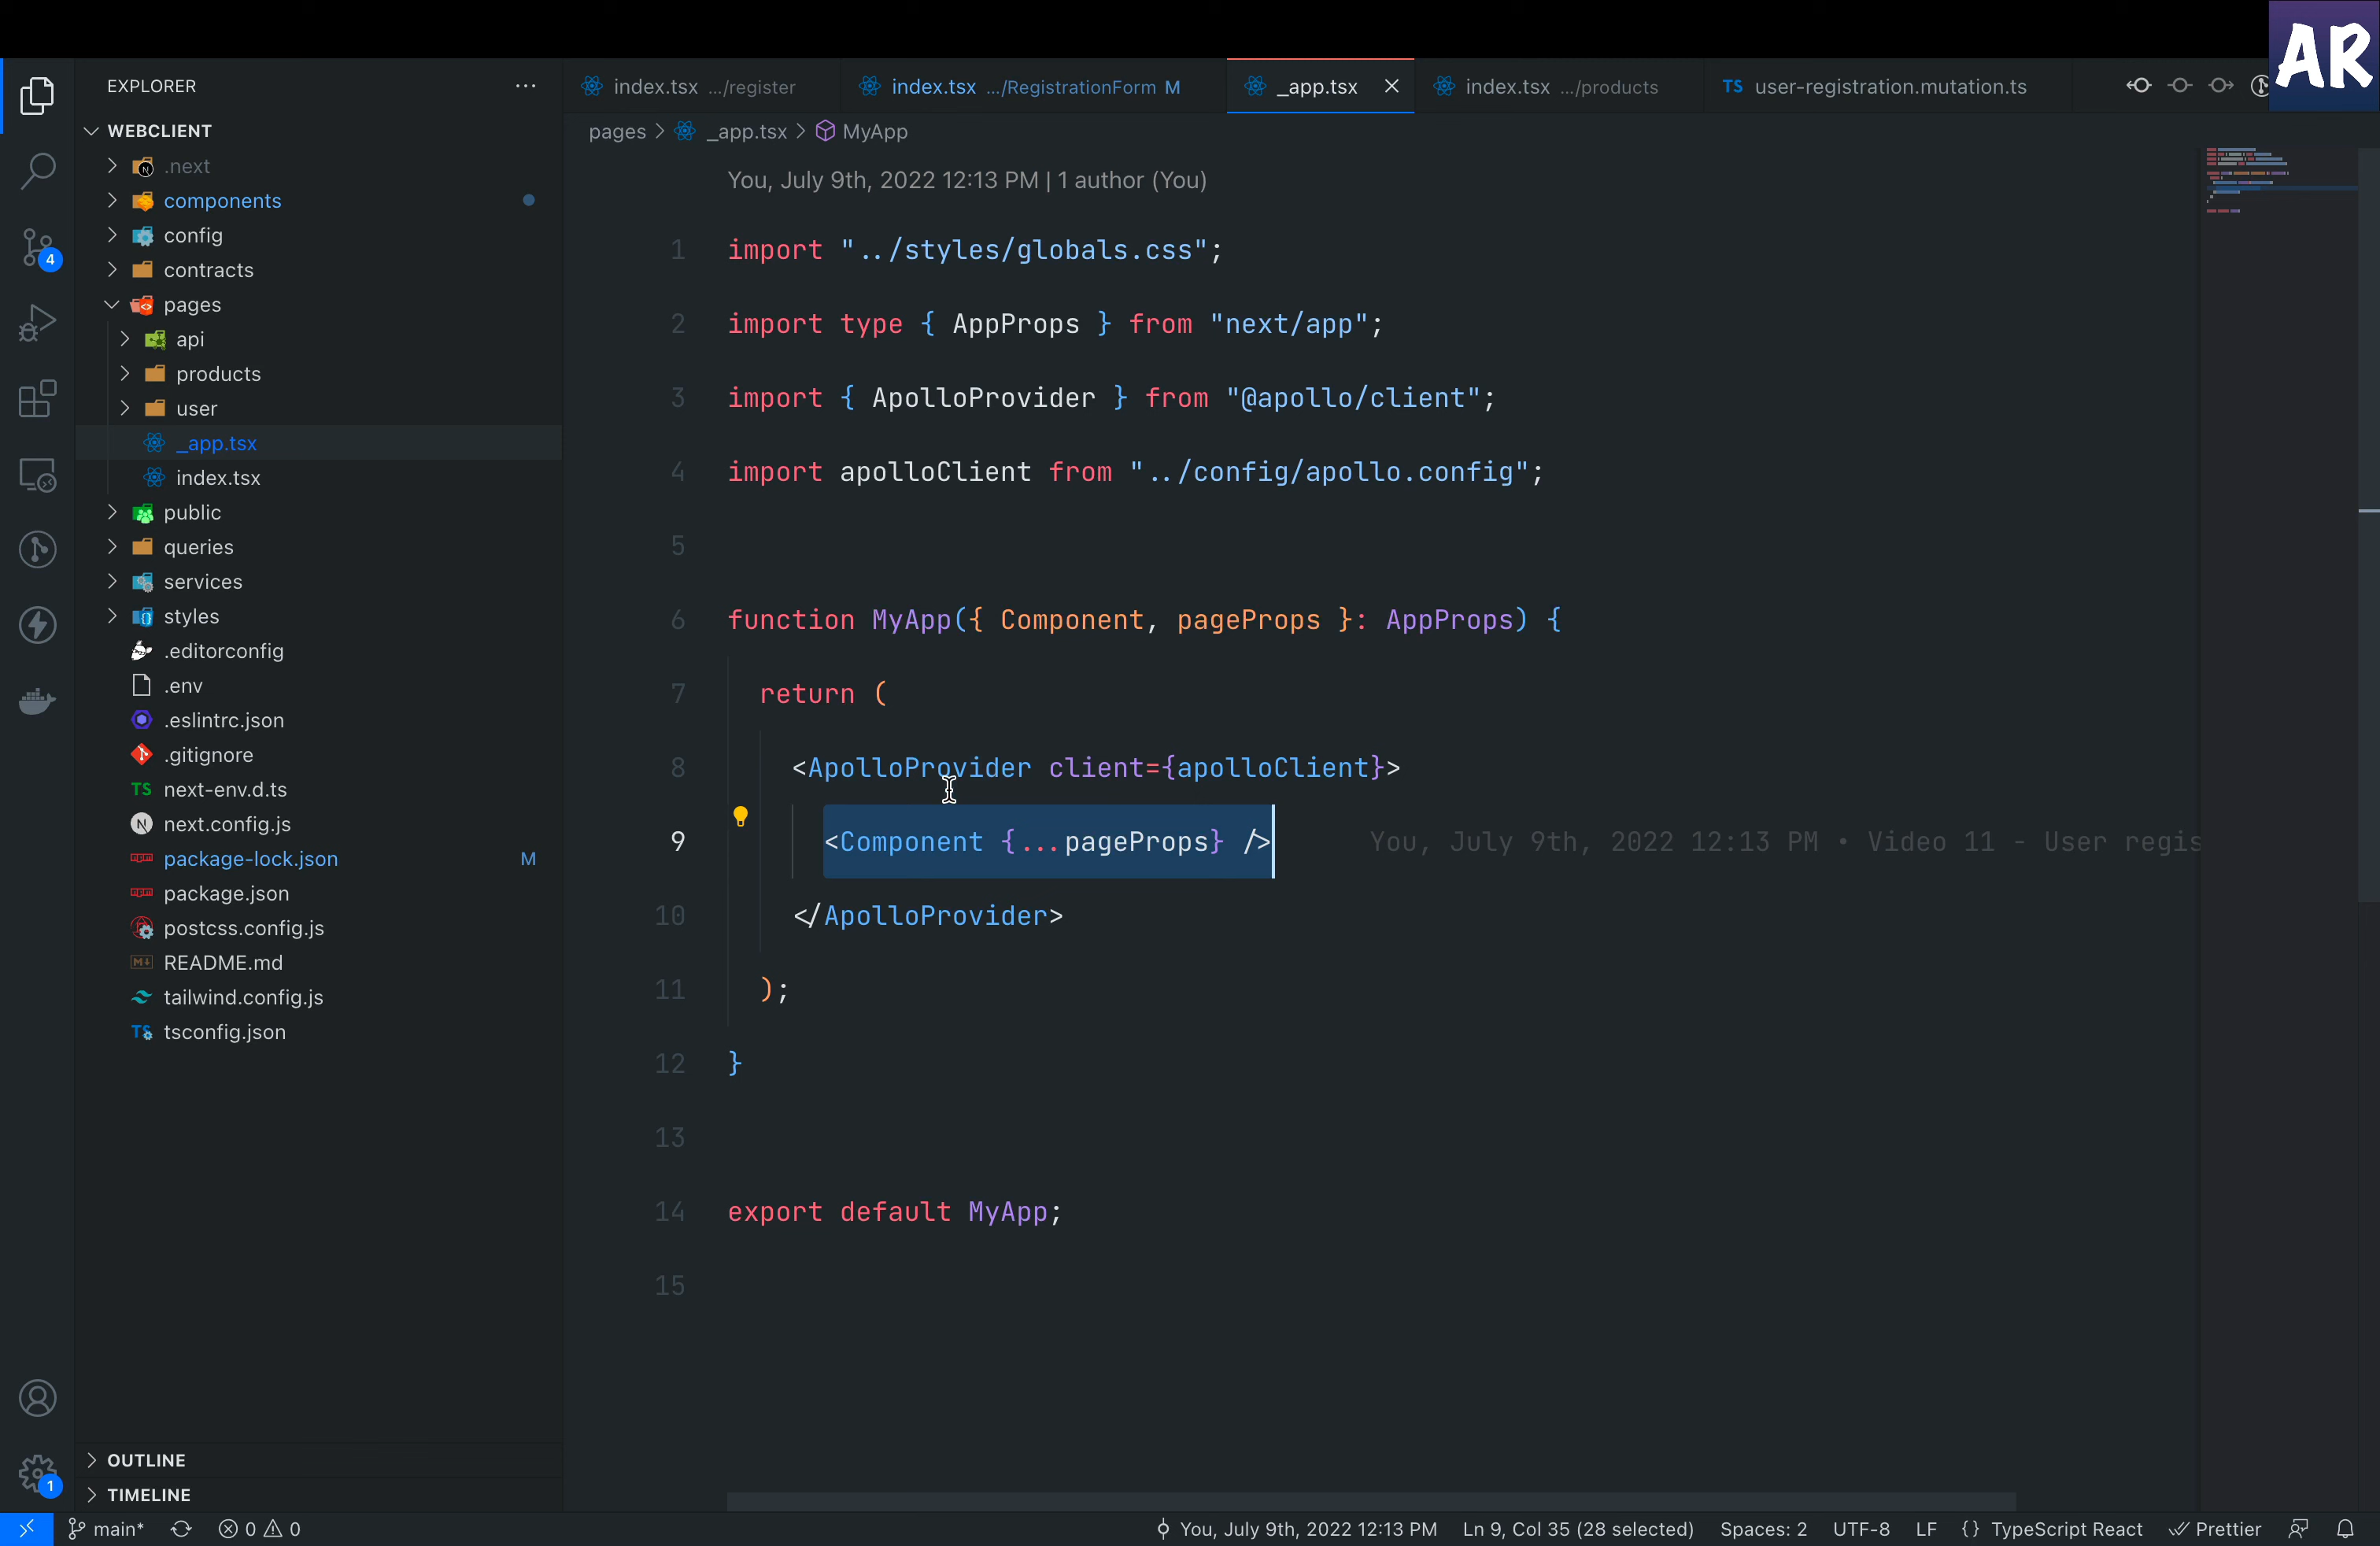 AR
EXPLORER
index.tsx .../register
index.tsx .../RegistrationForm M
_app.tsx
index.tsx .../products
TS user-registration.mutation.ts
WEBCLIENT
.next
components
config
contracts
pages
api
products
user
_app.tsx
index.tsx
public
queries
services
styles
.editorconfig
.env
.eslintrc.json
.gitignore
TS next-env.d.ts
N next.config.js
package-lock.json M
package.json
postcss.config.js
README.md
tailwind.config.js
TS tsconfig.json
OUTLINE
TIMELINE
4
1
pages > _app.tsx > MyApp
You, July 9th, 2022 12:13 PM | 1 author (You)
1 import "../styles/globals.css";
2 import type { AppProps } from "next/app";
3 import { ApolloProvider } from "@apollo/client";
4 import apolloClient from "../config/apollo.config";
5
6 function MyApp({ Component, pageProps }: AppProps) {
7 return (
8 <ApolloProvider client={apolloClient}>
9 <Component {...pageProps} /> You, July 9th, 2022 12:13 PM • Video 11 - User regis
10 </ApolloProvider>
11 );
12 }
13
14 export default MyApp;
15
main* 0 0 You, July 9th, 2022 12:13 PM Ln 9, Col 35 (28 selected) Spaces: 2 UTF-8 LF {} TypeScript React Prettier